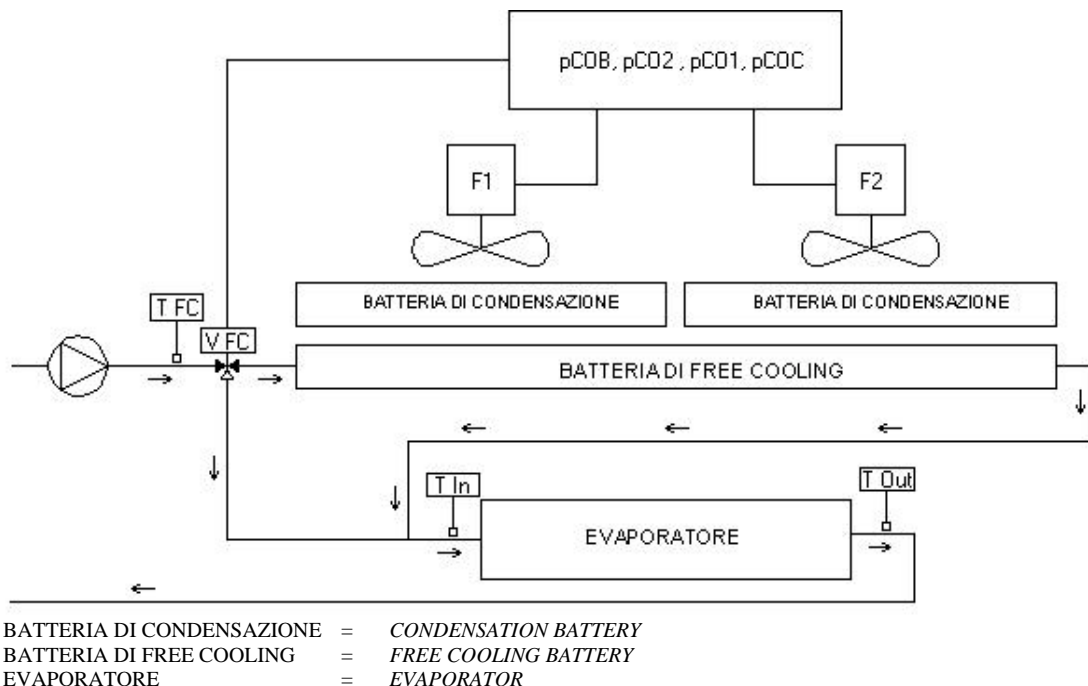 pCOB, pCO2 , pCO1, pCOC
F1
F2
BATTERIA DI CONDENSAZIONE
BATTERIA DI CONDENSAZIONE
T FC
V FC
BATTERIA DI FREE COOLING
T In
T Out
EVAPORATORE
BATTERIA DI CONDENSAZIONE = CONDENSATION BATTERY
BATTERIA DI FREE COOLING = FREE COOLING BATTERY
EVAPORATORE = EVAPORATOR